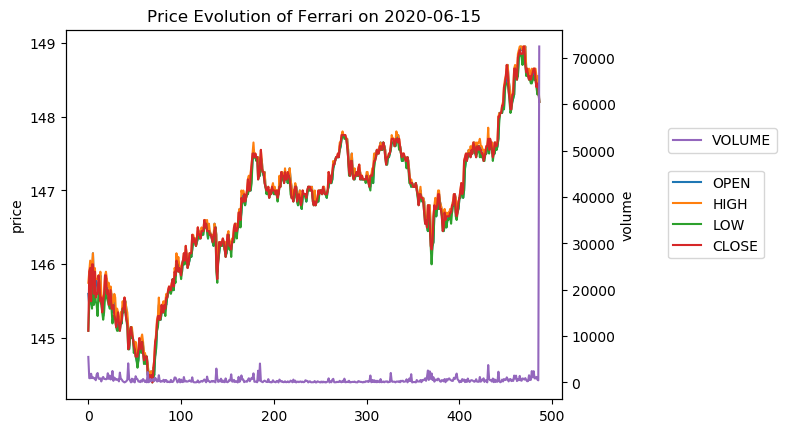 Price Evolution of Ferrari on 2020-06-15
149
148
147
146
145
price
70000
60000
50000
40000
30000
20000
10000
0
volume
0
100
200
300
400
500
VOLUME
OPEN
HIGH
LOW
CLOSE